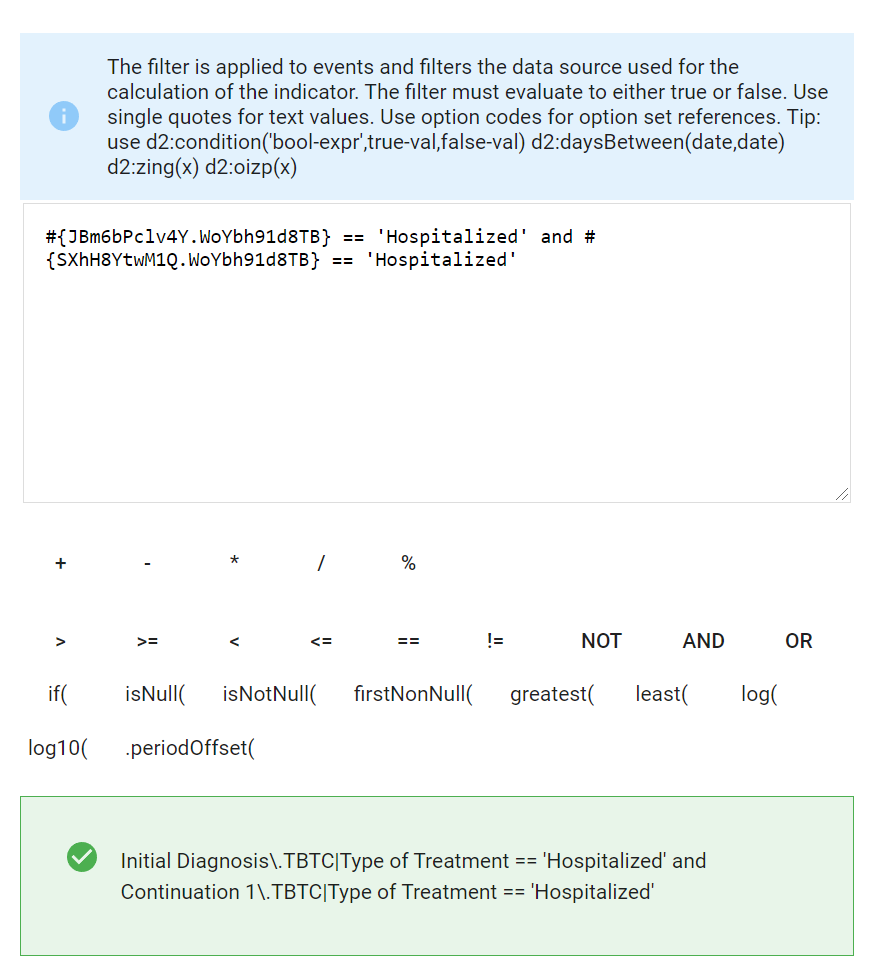 The filter is applied to events and filters the data source used for the
calculation of the indicator. The filter must evaluate to either true or false. Use
single quotes for text values. Use option codes for option set references. Tip:
use d2:condition('bool-expr',true-val,false-val) d2:daysBetween(date,date)
d2:zing(x) d2:oizp(x)
#{JBm6bPclv4Y.WoYbh91d8TB} == 'Hospitalized' and #
{SXhH8YtwM1Q.WoYbh91d8TB} == 'Hospitalized'
+ - * / %
> >= < <= == != NOT AND OR
if( isNull( isNotNull( firstNonNull( greatest( least( log(
log10( .periodOffset(
Initial Diagnosis\.TBTC|Type of Treatment == 'Hospitalized' and
Continuation 1\.TBTC|Type of Treatment == 'Hospitalized'